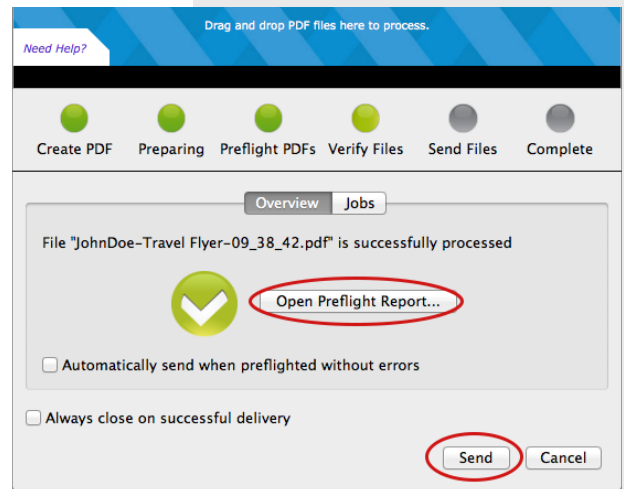 Drag and drop PDF files here to process.
Need Help?
Create PDF Preparing Preflight PDFs Verify Files Send Files Complete
Overview Jobs
File "JohnDoe-Travel Flyer-09_38_42.pdf" is successfully processed
Open Preflight Report...
Automatically send when preflighted without errors
Always close on successful delivery
Send Cancel